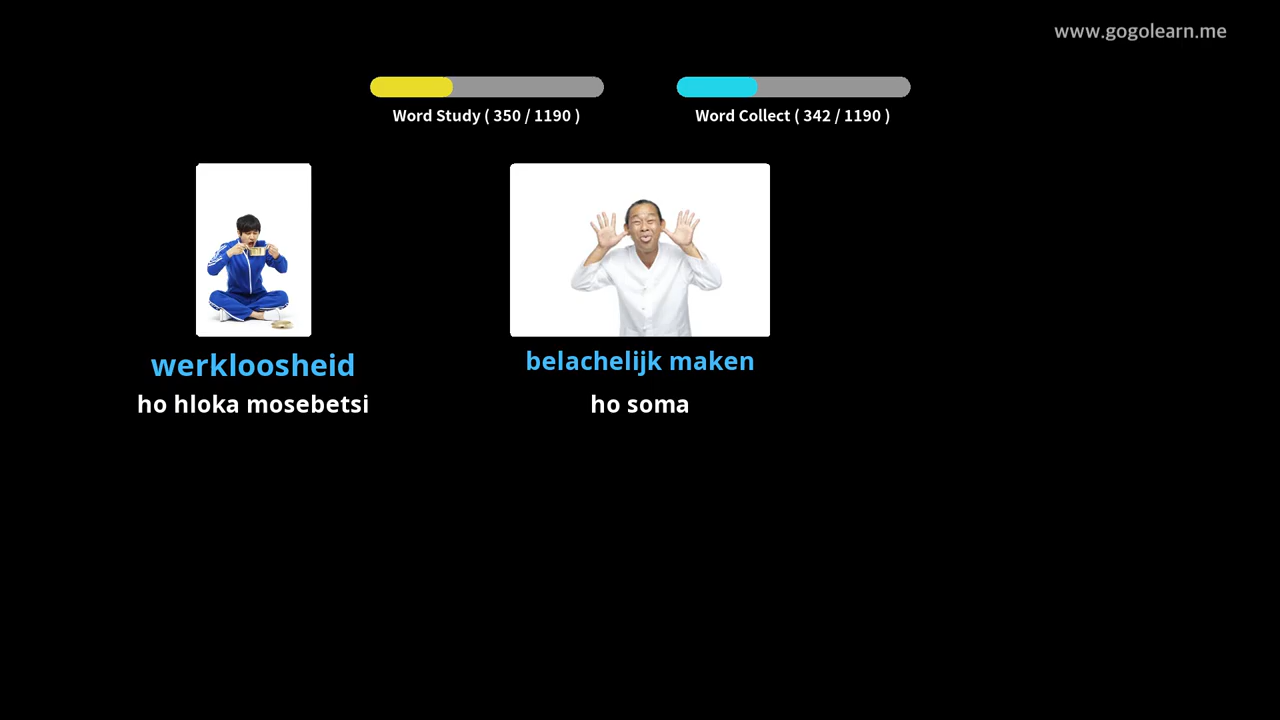 www.gogolearn.me
Word Study ( 350 / 1190 )
Word Collect ( 342 / 1190 )
werkloosheid
ho hloka mosebetsi
belachelijk maken
ho soma